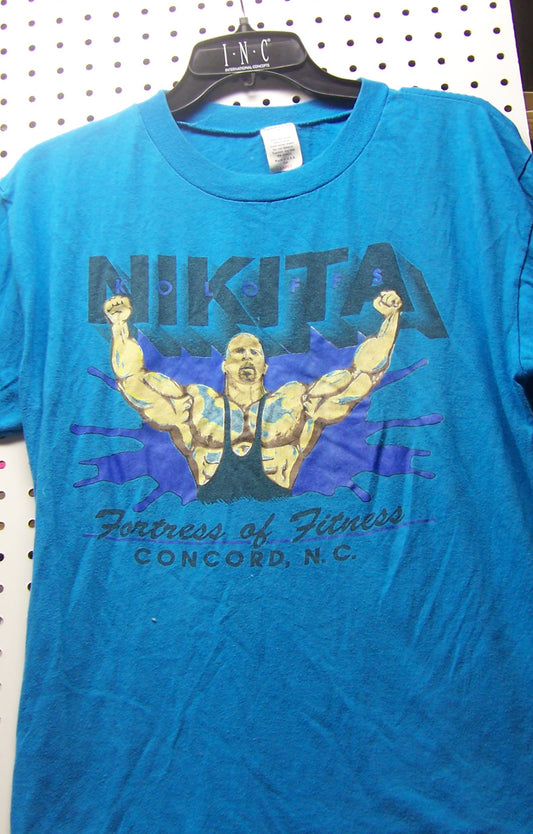 I·N·C
INTERNATIONAL CONCEPTS
NIKITA
KOLOFFS
Fortress of Fitness
CONCORD, N.C.